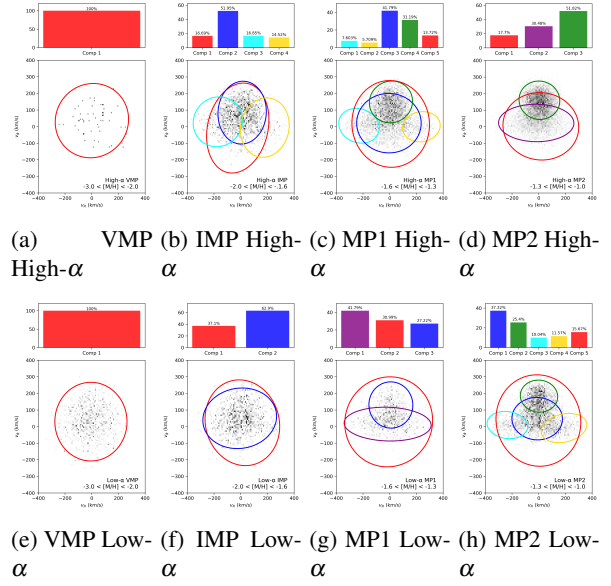 100%
Comp 1
16.69%
51.95%
16.85%
14.52%
Comp 1 Comp 2 Comp 3 Comp 4
7.603%
5.709%
41.79%
31.19%
13.72%
Comp 1 Comp 2 Comp 3 Comp 4 Comp 5
17.7%
30.48%
51.82%
Comp 1 Comp 2 Comp 3
High-α VMP
-3.0 < [M/H] < -2.0
High-α IMP
-2.0 < [M/H] < -1.6
High-α MP1
-1.6 < [M/H] < -1.3
High-α MP2
-1.3 < [M/H] < -1.0
vx (km/s)
(a) VMP High-α
(b) IMP High-α
(c) MP1 High-α
(d) MP2 High-α
100%
Comp 1
37.1%
62.9%
Comp 1 Comp 2
41.79%
30.99%
27.22%
Comp 1 Comp 2 Comp 3
37.32%
25.4%
10.04%
11.57%
15.67%
Comp 1 Comp 2 Comp 3 Comp 4 Comp 5
Low-α VMP
-3.0 < [M/H] < -2.0
Low-α IMP
-2.0 < [M/H] < -1.6
Low-α MP1
-1.6 < [M/H] < -1.3
Low-α MP2
-1.3 < [M/H] < -1.0
vx (km/s)
(e) VMP Low-α
(f) IMP Low-α
(g) MP1 Low-α
(h) MP2 Low-α